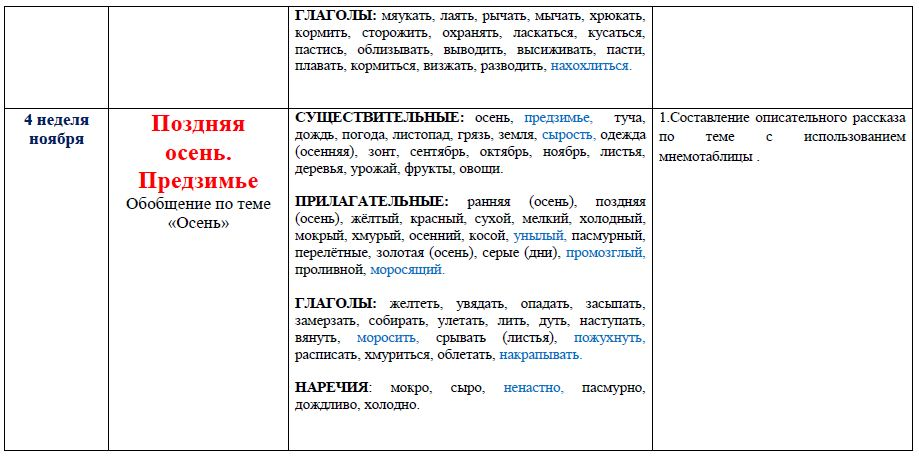 ГЛАГОЛЫ: мяукать, лаять, рычать, мычать, хрюкать,
кормить, сторожить, охранять, ласкаться, кусаться,
пастись, облизывать, выводить, высиживать, пасти,
плавать, кормиться, визжать, разводить, нахохлиться.
4 неделя
ноября
Поздняя
осень.
Предзимье
Обобщение по теме
«Осень»
СУЩЕСТВИТЕЛЬНЫЕ: осень, предзимье, туча,
дождь, погода, листопад, грязь, земля, сырость, одежда
(осенняя), зонт, сентябрь, октябрь, ноябрь, листья,
деревья, урожай, фрукты, овощи.
ПРИЛАГАТЕЛЬНЫЕ: ранняя (осень), поздняя
(осень), жёлтый, красный, сухой, мелкий, холодный,
мокрый, хмурый, осенний, косой, унылый, пасмурный,
перелётные, золотая (осень), серые (дни), промозглый,
проливной, моросящий.
ГЛАГОЛЫ: желтеть, увядать, опадать, засыпать,
замерзать, собирать, улетать, лить, дуть, наступать,
вянуть, моросить, срывать (листья), пожухнуть,
расписать, хмуриться, облетать, накрапывать.
НАРЕЧИЯ: мокро, сыро, ненастно, пасмурно,
дождливо, холодно.
1.Составление описательного рассказа
по теме с использованием
мнемотаблицы .